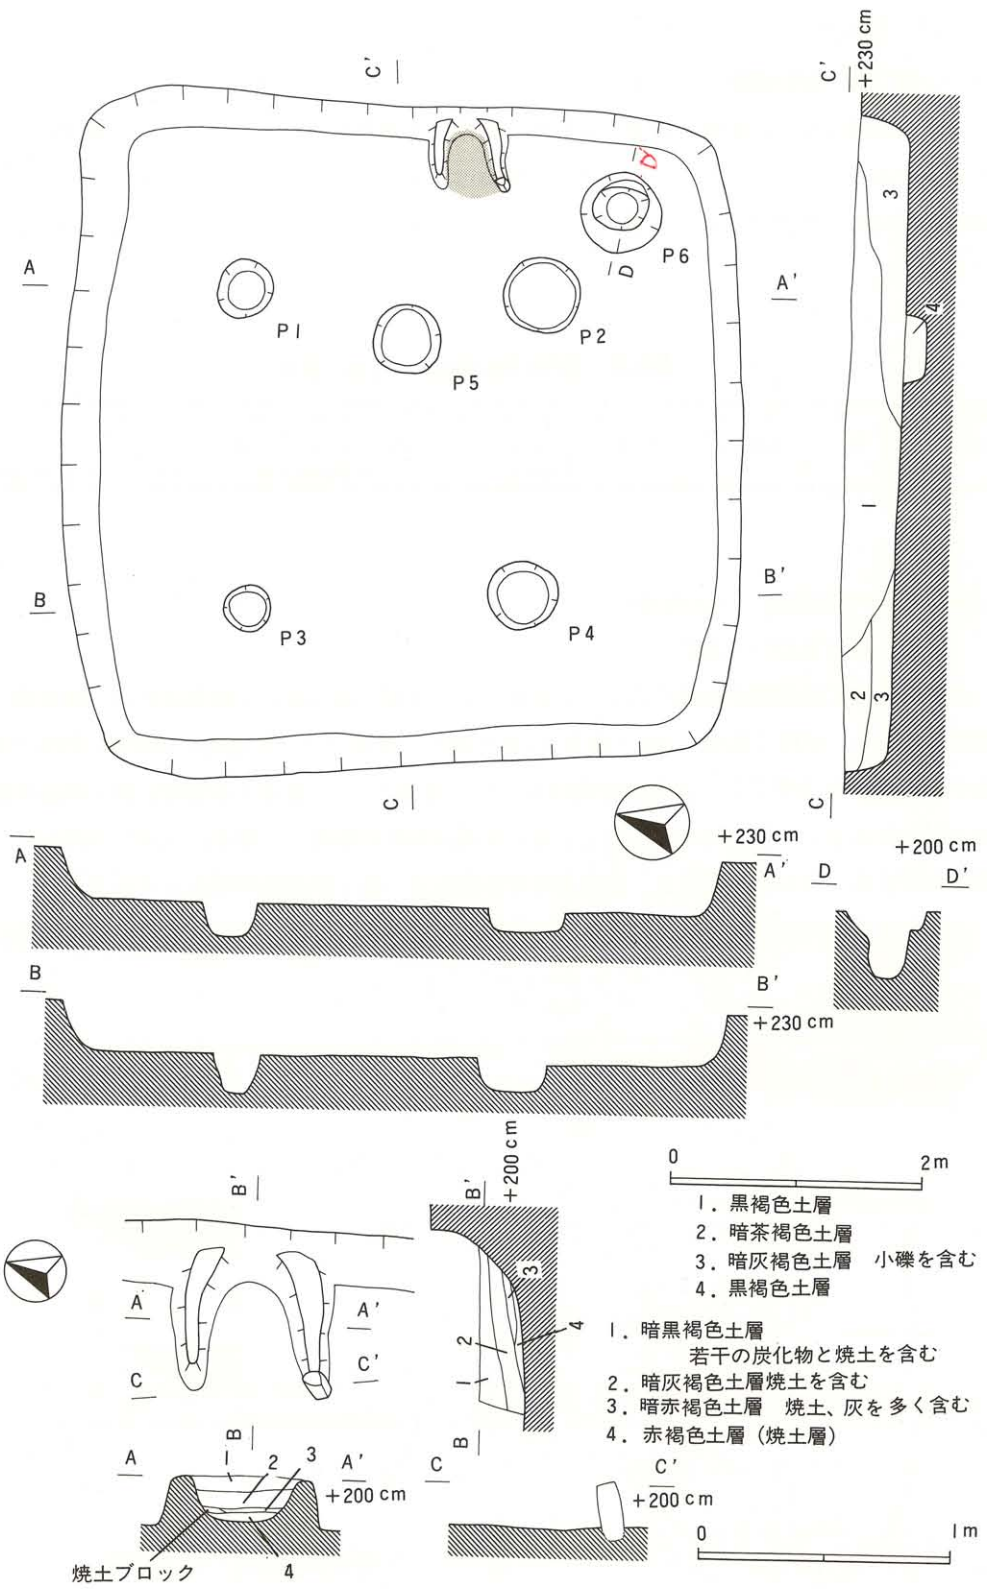 C'
C'
+230 cm
D'
3
D
P6
A
A'
P1
P2
4
P5
1
B
B'
P3
P4
2
3
C
C
+230 cm
+200 cm
A
A'
D
D'
B
B'
+230 cm
0
2m
1. 黒褐色土層
2. 暗茶褐色土層
3. 暗灰褐色土層 小礫を含む
4. 黒褐色土層
B'
B'
+200 cm
3
A
A'
2
4
C
C'
1
B
B
1. 暗黒褐色土層
若干の炭化物と焼土を含む
2. 暗灰褐色土層焼土を含む
3. 暗赤褐色土層 焼土、灰を多く含む
4. 赤褐色土層(焼土層)
A
1
2
3
A'
+200 cm
C
C'
+200 cm
焼土ブロック
4
0
1m